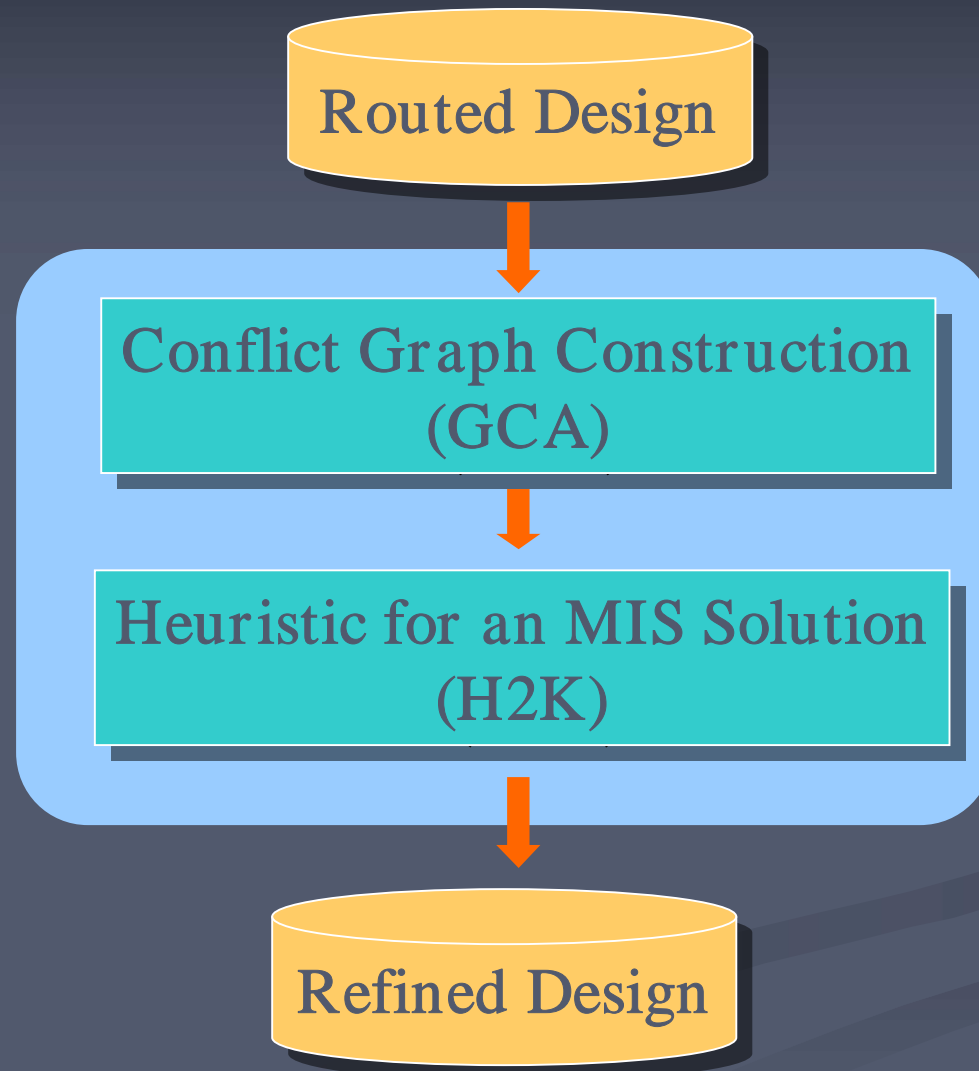 Routed Design
Conflict Graph Construction
(GCA)
Heuristic for an MIS Solution
(H2K)
Refined Design